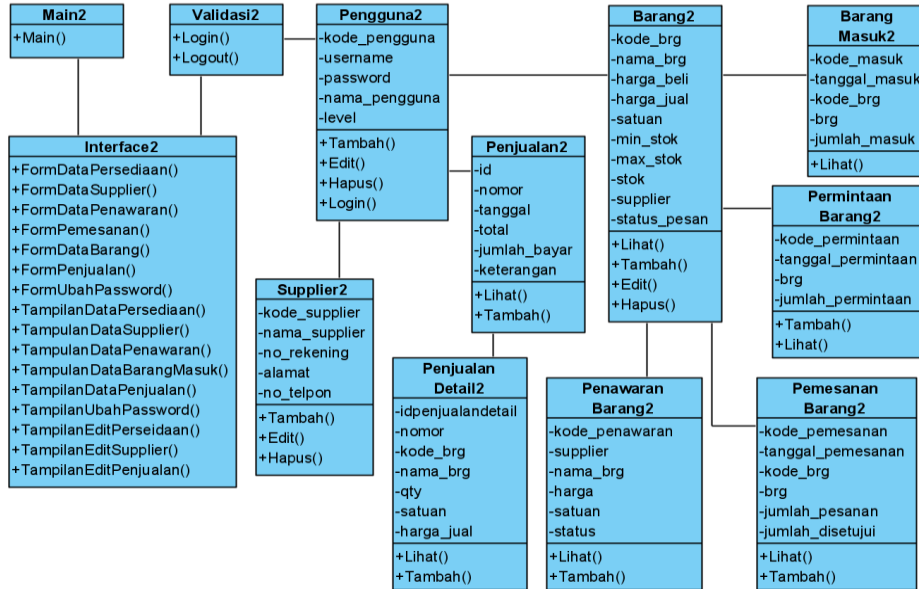 Main2
+Main()
Validasi2
+Login()
+Logout()
Pengguna2
-kode_pengguna
-username
-password
-nama_pengguna
-level
+Tambah()
+Edit()
+Hapus()
+Login()
Barang2
-kode_brg
-nama_brg
-harga_beli
-harga_jual
-satuan
-min_stok
-max_stok
-stok
-supplier
-status_pesan
+Lihat()
+Tambah()
+Edit()
+Hapus()
Barang
Masuk2
-kode_masuk
-tanggal_masuk
-kode_brg
-brg
-jumlah_masuk
+Lihat()
Interface2
+FormDataPersediaan()
+FormDataSupplier()
+FormDataPenawaran()
+FormPemesanan()
+FormDataBarang()
+FormPenjualan()
+FormUbahPassword()
+TampilanDataPersediaan()
+TampulanDataSupplier()
+TampulanDataPenawaran()
+TampulanDataBarangMasuk()
+TampilanDataPenjualan()
+TampilanUbahPassword()
+TampilanEditPerseidaan()
+TampilanEditSupplier()
+TampilanEditPenjualan()
Penjualan2
-id
-nomor
-tanggal
-total
-jumlah_bayar
-keterangan
+Lihat()
+Tambah()
Permintaan
Barang2
-kode_permintaan
-tanggal_permintaan
-brg
-jumlah_permintaan
+Tambah()
+Lihat()
Supplier2
-kode_supplier
-nama_supplier
-no_rekening
-alamat
-no_telpon
+Tambah()
+Edit()
+Hapus()
Penjualan
Detail2
-idpenjualandetail
-nomor
-kode_brg
-nama_brg
-qty
-satuan
-harga_jual
+Lihat()
+Tambah()
Penawaran
Barang2
-kode_penawaran
-supplier
-nama_brg
-harga
-satuan
-status
+Lihat()
+Tambah()
Pemesanan
Barang2
-kode_pemesanan
-tanggal_pemesanan
-kode_brg
-brg
-jumlah_pesanan
-jumlah_disetujui
+Lihat()
+Tambah()